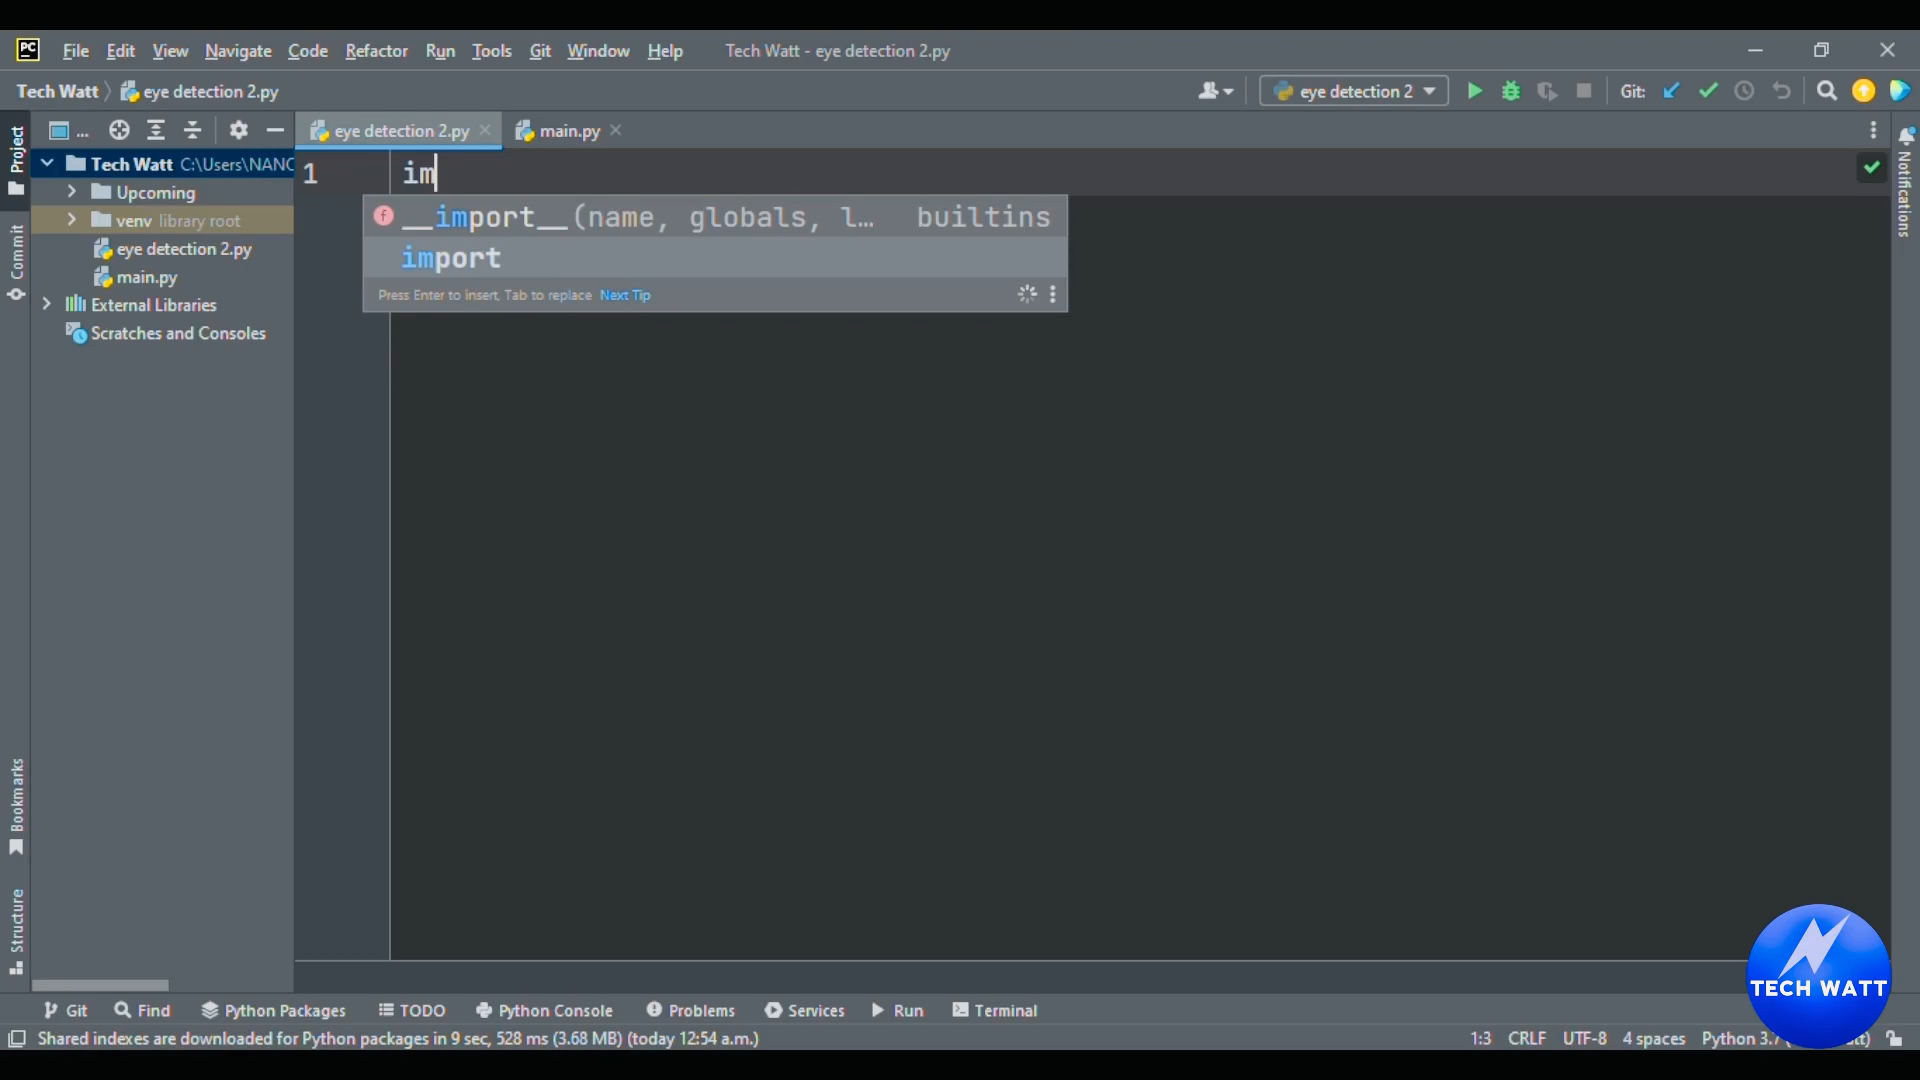 PC File Edit View Navigate Code Refactor Run Tools Git Window Help Tech Watt - eye detection 2.py
Tech Watt eye detection 2.py eye detection 2 Git:
Project ... eye detection 2.py main.py
Tech Watt C:\Users\NANC
Upcoming
venv library root
eye detection 2.py
main.py
External Libraries
Scratches and Consoles
1 im
f __import__(name, globals, l... builtins
import
Press Enter to insert, Tab to replace Next Tip
Commit
Bookmarks
Structure
Notifications
TECH WATT
Git Find Python Packages TODO Python Console Problems Services Run Terminal
Shared indexes are downloaded for Python packages in 9 sec, 528 ms (3.68 MB) (today 12:54 a.m.) 1:3 CRLF UTF-8 4 spaces Python 3.7